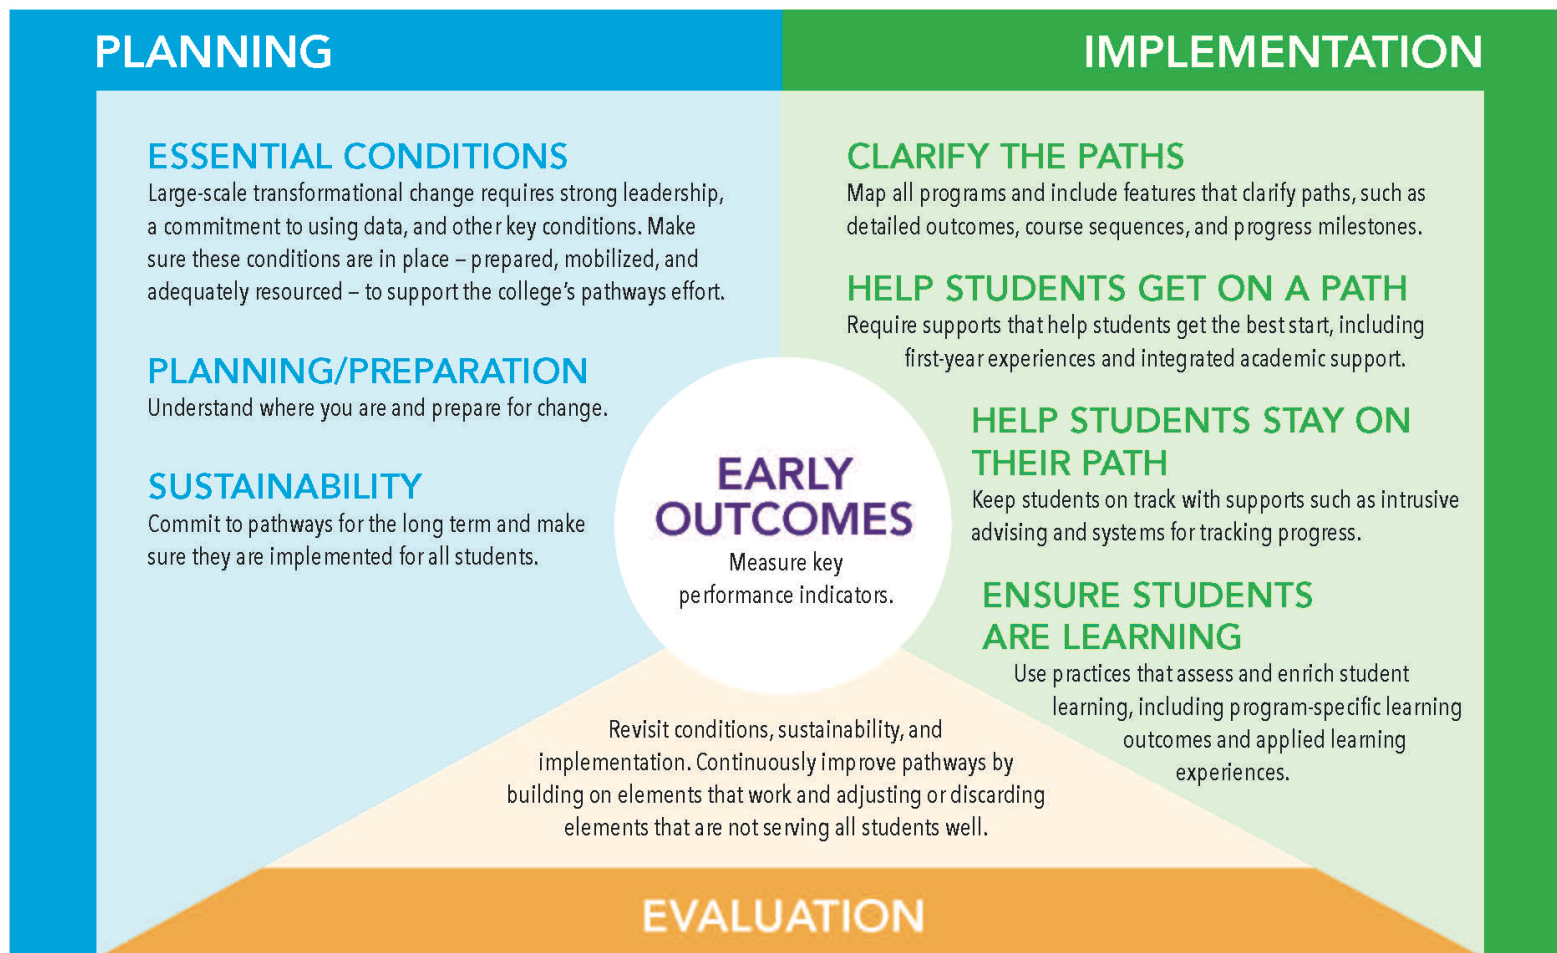 PLANNING
ESSENTIAL CONDITIONS
Large-scale transformational change requires strong leadership,
a commitment to using data, and other key conditions. Make
sure these conditions are in place – prepared, mobilized, and
adequately resourced – to support the college’s pathways effort.
PLANNING/PREPARATION
Understand where you are and prepare for change.
SUSTAINABILITY
Commit to pathways for the long term and make
sure they are implemented for all students.
IMPLEMENTATION
CLARIFY THE PATHS
Map all programs and include features that clarify paths, such as
detailed outcomes, course sequences, and progress milestones.
HELP STUDENTS GET ON A PATH
Require supports that help students get the best start, including
first-year experiences and integrated academic support.
HELP STUDENTS STAY ON
THEIR PATH
Keep students on track with supports such as intrusive
advising and systems for tracking progress.
ENSURE STUDENTS
ARE LEARNING
Use practices that assess and enrich student
learning, including program-specific learning
outcomes and applied learning
experiences.
EARLY
OUTCOMES
Measure key
performance indicators.
Revisit conditions, sustainability, and
implementation. Continuously improve pathways by
building on elements that work and adjusting or discarding
elements that are not serving all students well.
EVALUATION